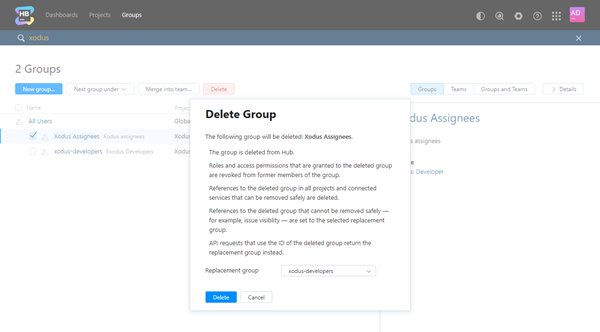 HB
Dashboards Projects Groups
AD
xodus
2 Groups
New group... Nest group under Merge into team... Delete Groups Teams Groups and Teams Details
Name Project
All Users Global
Xodus Assignees Xodus assignees Xodus
xodus-developers Exodus Developers Xodus
dus Assignees
assignees
Developer
Delete Group
The following group will be deleted: Xodus Assignees.
The group is deleted from Hub.
Roles and access permissions that are granted to the deleted group
are revoked from former members of the group.
References to the deleted group in all projects and connected
services that can be removed safely are deleted.
References to the deleted group that cannot be removed safely —
for example, issue visiblity — are set to the selected replacement
group.
API requests that use the ID of the deleted group return the
replacement group instead.
Replacement group xodus-developers
Delete Cancel